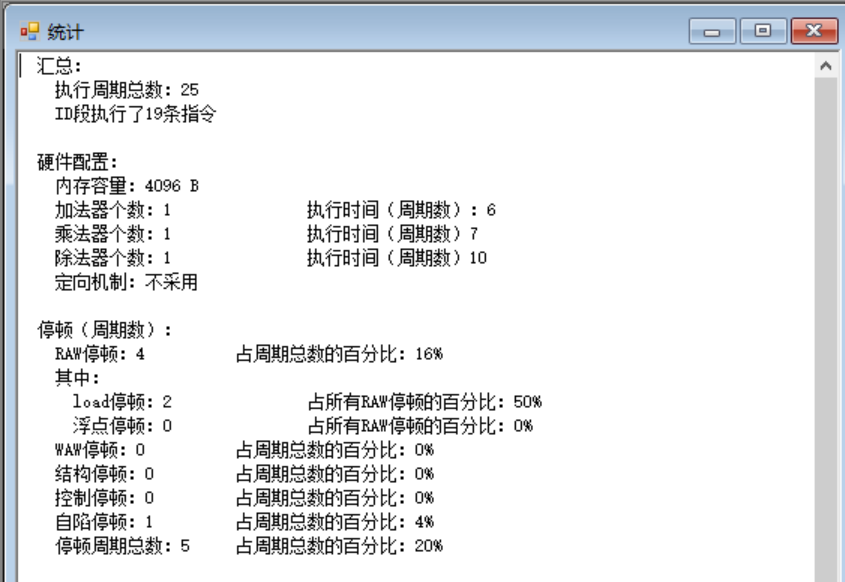 统计
汇总:
执行周期总数: 25
ID段执行了19条指令
硬件配置:
内存容量: 4096 B
加法器个数: 1 执行时间（周期数）: 6
乘法器个数: 1 执行时间（周期数）7
除法器个数: 1 执行时间（周期数）10
定向机制: 不采用
停顿（周期数）:
RAW停顿: 4 占周期总数的百分比: 16%
其中:
load停顿: 2 占所有RAW停顿的百分比: 50%
浮点停顿: 0 占所有RAW停顿的百分比: 0%
WAW停顿: 0 占周期总数的百分比: 0%
结构停顿: 0 占周期总数的百分比: 0%
控制停顿: 0 占周期总数的百分比: 0%
自陷停顿: 1 占周期总数的百分比: 4%
停顿周期总数: 5 占周期总数的百分比: 20%